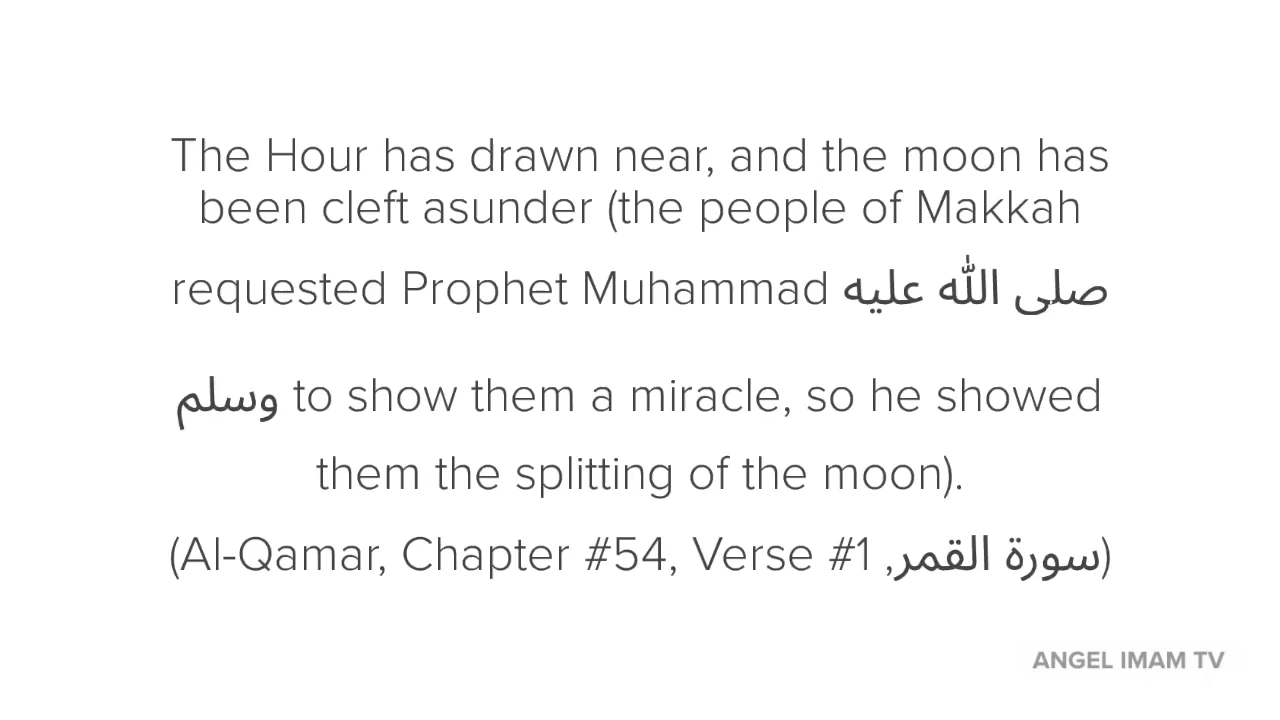 The Hour has drawn near, and the moon has
been cleft asunder (the people of Makkah
requested Prophet Muhammad صلى الله عليه
وسلم to show them a miracle, so he showed
them the splitting of the moon).
(Al-Qamar, Chapter #54, Verse #1 ,سورة القمر)
ANGEL IMAM TV